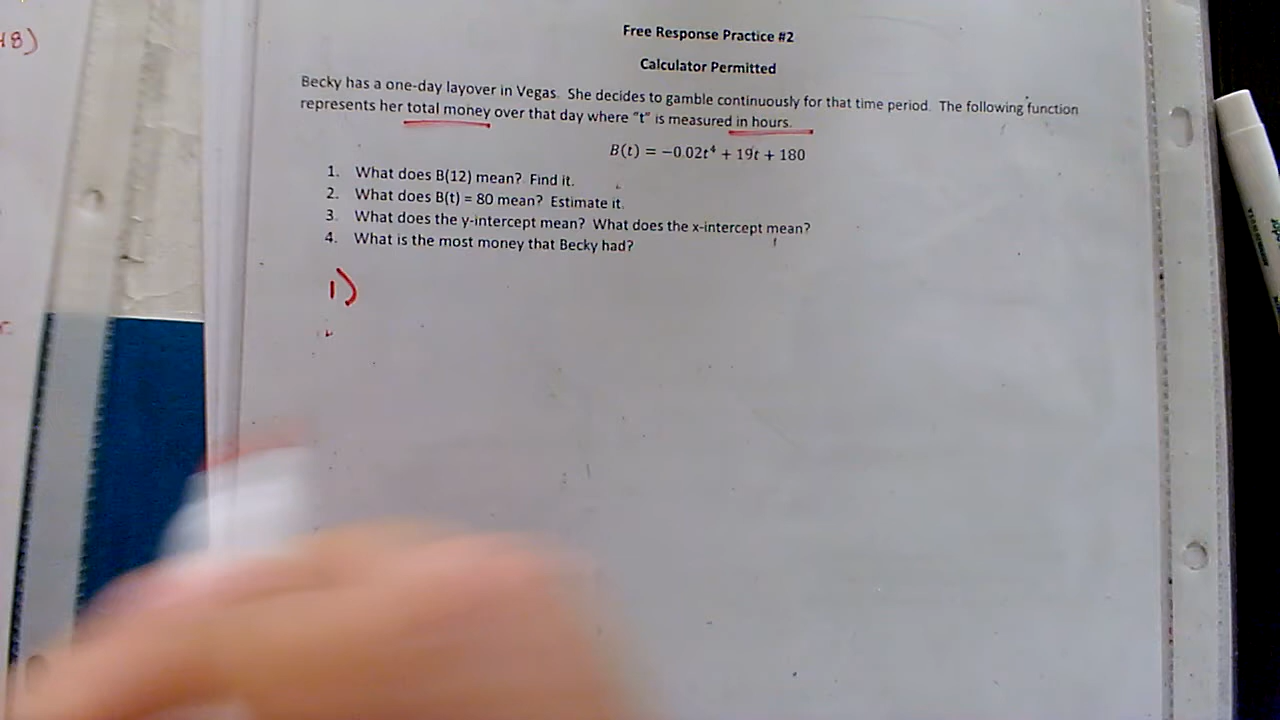 48)
Free Response Practice #2
Calculator Permitted
Becky has a one-day layover in Vegas. She decides to gamble continuously for that time period. The following function
represents her total money over that day where "t" is measured in hours.
B(t) = −0.02t⁴ + 19t + 180
1. What does B(12) mean? Find it.
2. What does B(t) = 80 mean? Estimate it.
3. What does the y-intercept mean? What does the x-intercept mean?
4. What is the most money that Becky had?
1)